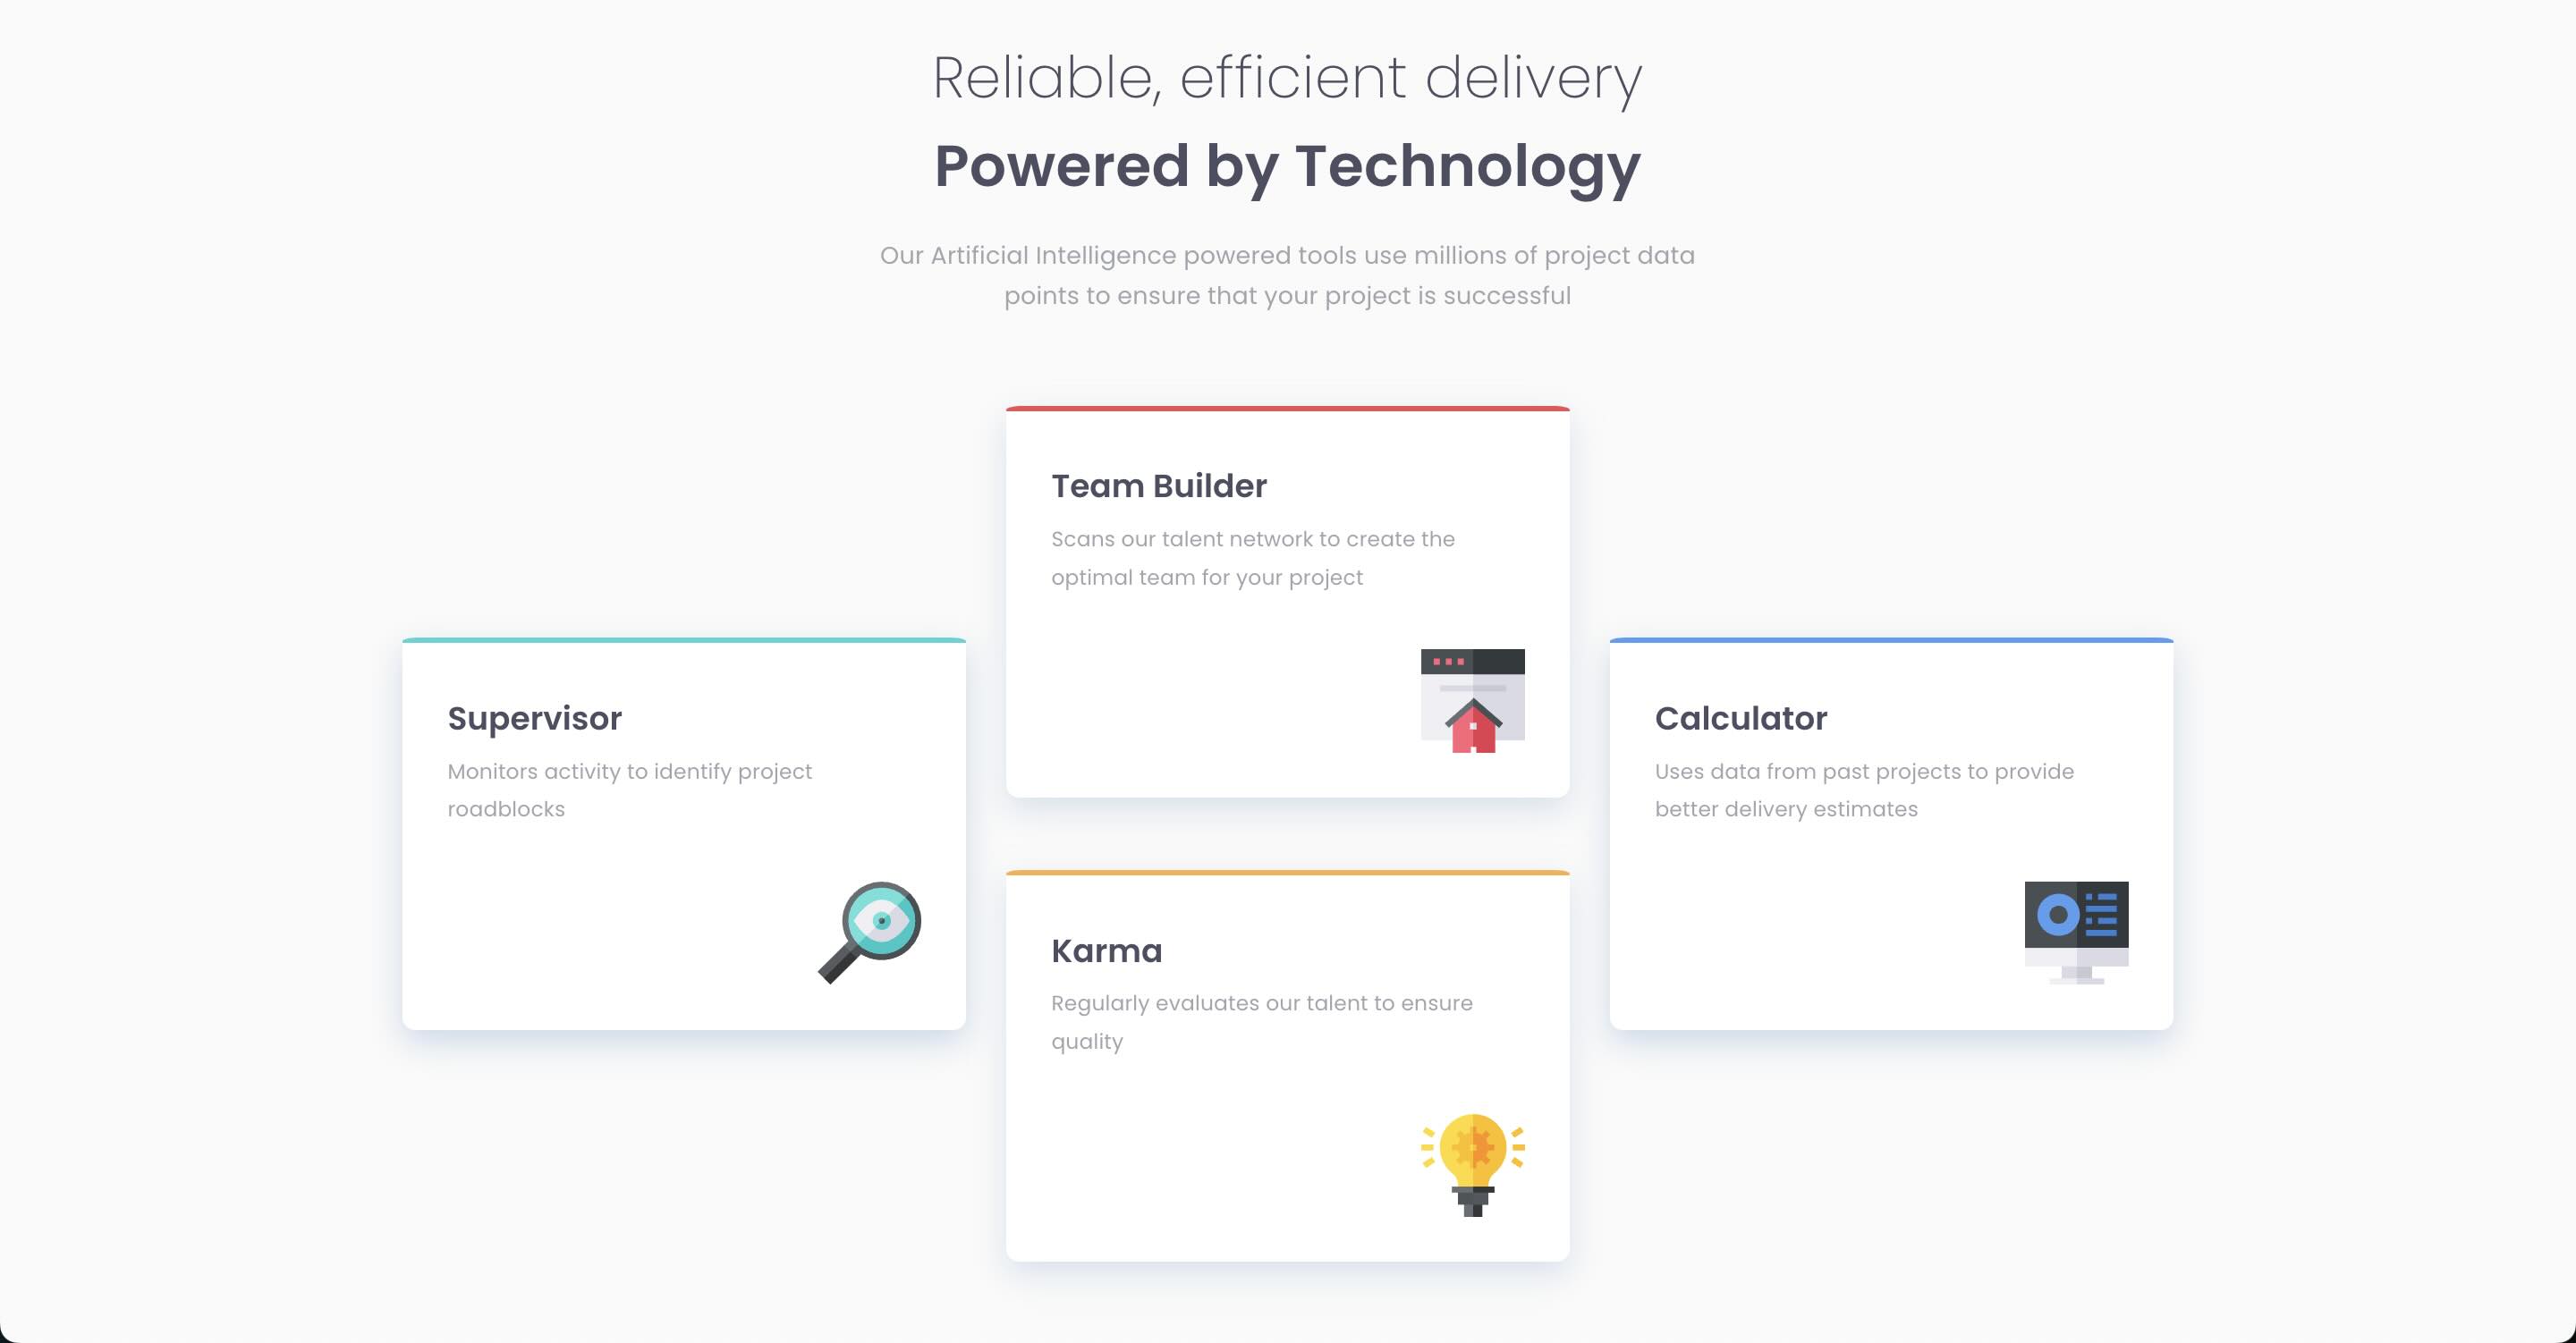 Reliable, efficient delivery
Powered by Technology
Our Artificial Intelligence powered tools use millions of project data
points to ensure that your project is successful
Team Builder
Scans our talent network to create the
optimal team for your project
Supervisor
Monitors activity to identify project
roadblocks
Calculator
Uses data from past projects to provide
better delivery estimates
Karma
Regularly evaluates our talent to ensure
quality